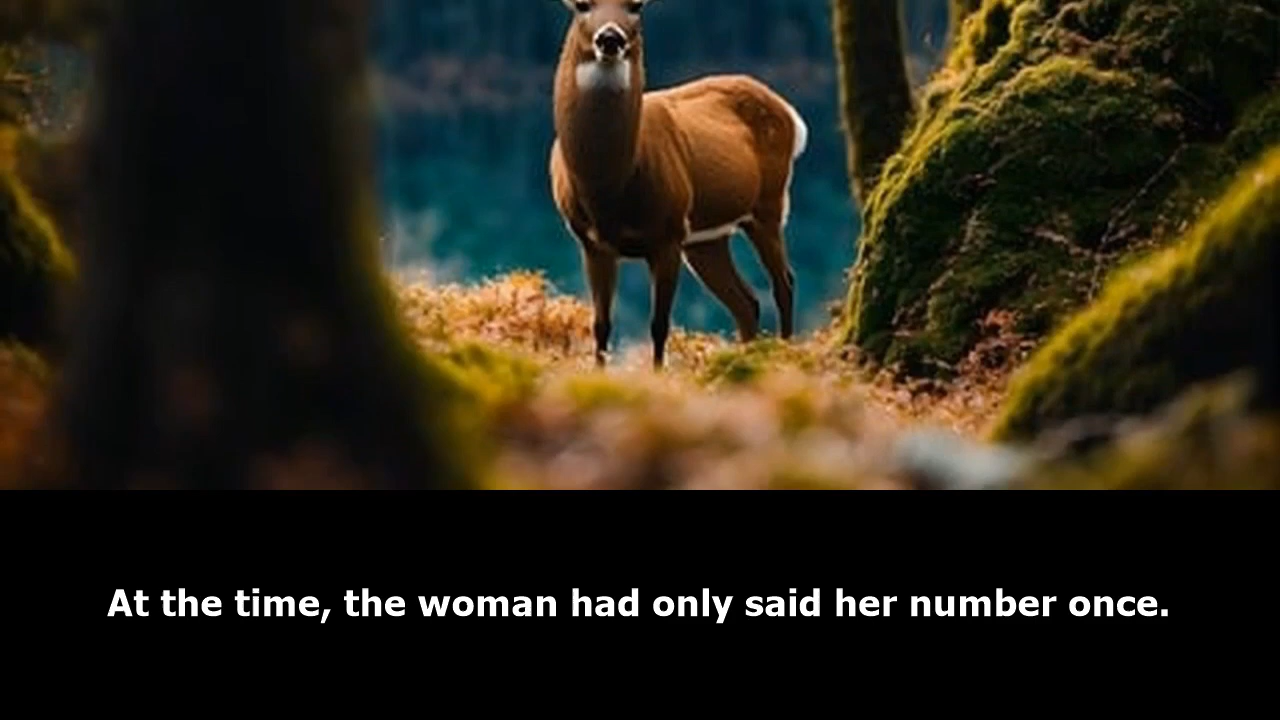 At the time, the woman had only said her number once.